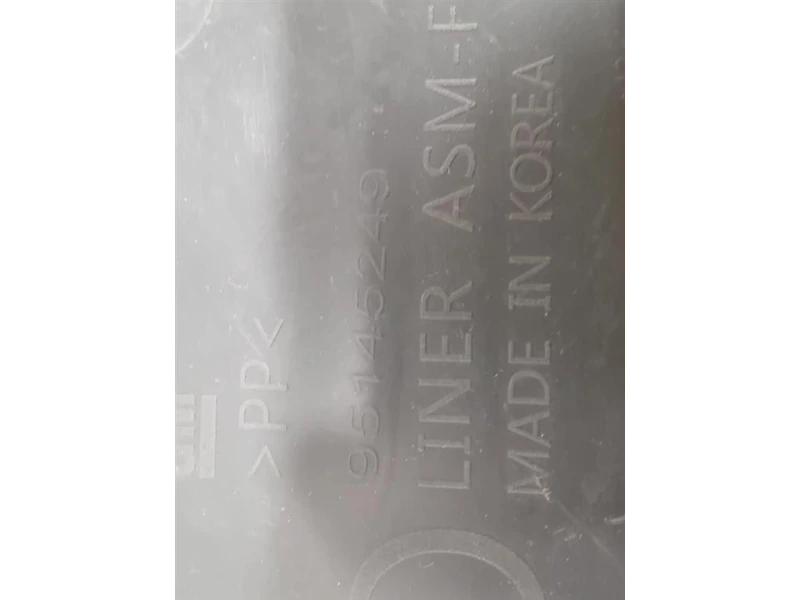 >PP<
95145249
LINER ASM-F
MADE IN KOREA